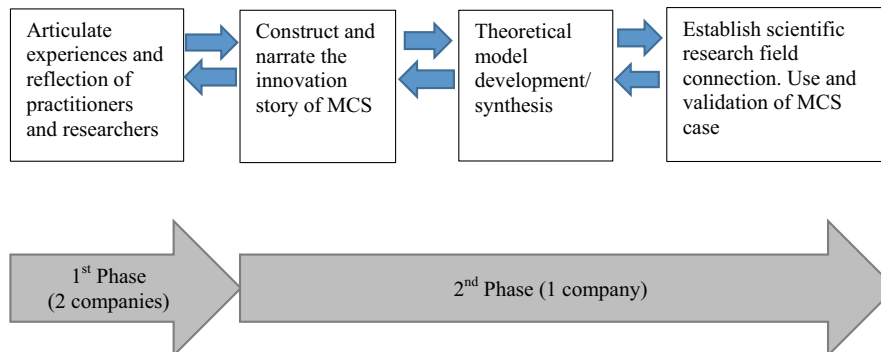 Articulate
experiences and
reflection of
practitioners
and researchers
Construct and
narrate the
innovation
story of MCS
Theoretical
model
development/
synthesis
Establish scientific
research field
connection. Use and
validation of MCS
case
1st Phase
(2 companies)
2nd Phase (1 company)